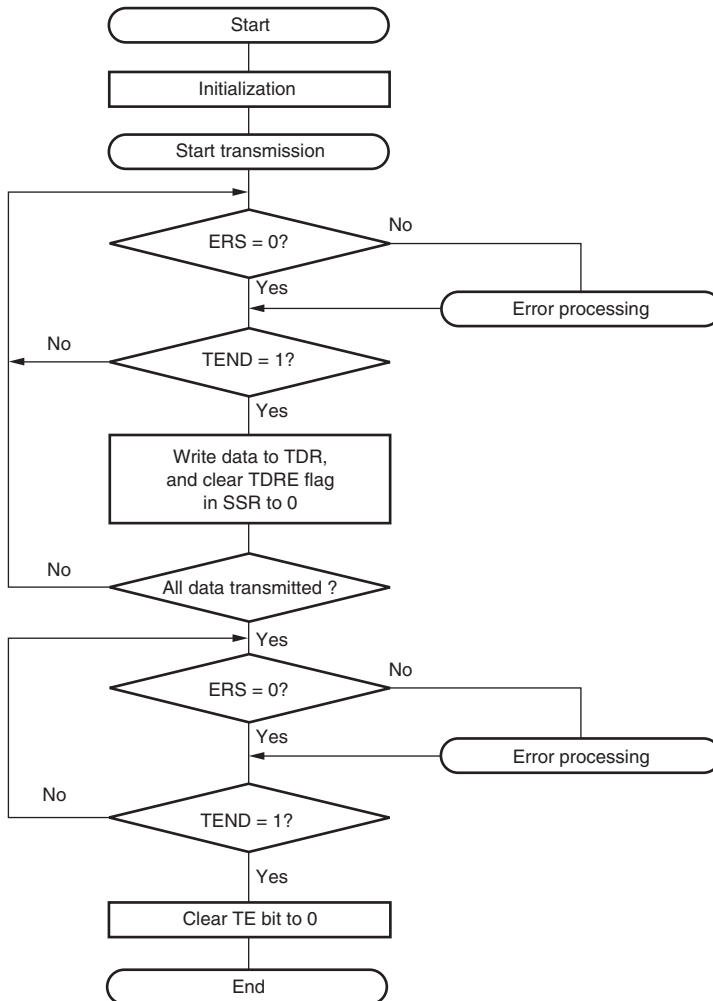 Start
Initialization
Start transmission
ERS = 0?
No
Yes
Error processing
No
TEND = 1?
Yes
Write data to TDR,
and clear TDRE flag
in SSR to 0
No
All data transmitted ?
Yes
No
ERS = 0?
Yes
Error processing
No
TEND = 1?
Yes
Clear TE bit to 0
End